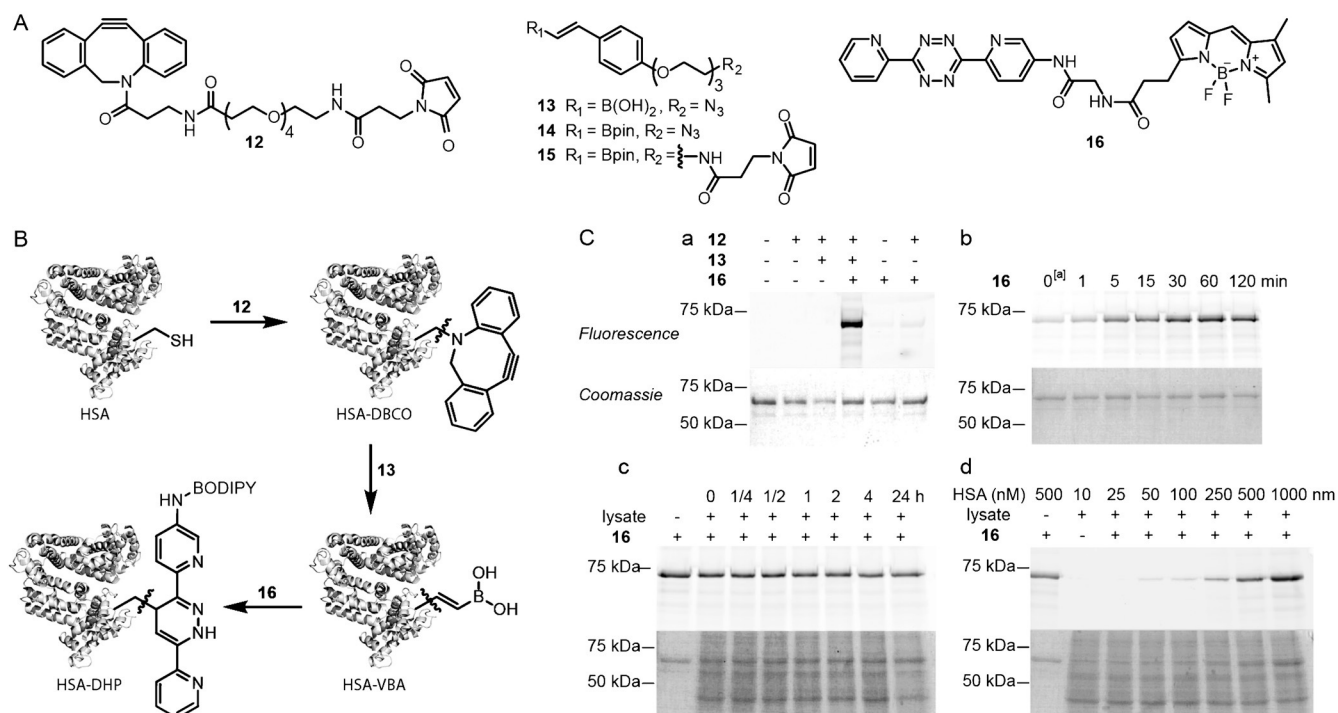 A
N
O
N
H
O
O
4
N
H
O
N
O
O
12
R₁
O
3
R₂
13 R₁ = B(OH)₂, R₂ = N₃
14 R₁ = Bpin, R₂ = N₃
15 R₁ = Bpin, R₂ = NH
O
N
O
O
N
N N
N N
N
NH
O
N
H
O
N
B⁻
N⁺
F F
16
B
SH
HSA
12
N
HSA-DBCO
13
OH
B
OH
HSA-VBA
16
BODIPY
HN
N
N
NH
N
HSA-DHP
C
a
12 - + + + - +
13 - - + + - -
16 - - - + + +
75 kDa
Fluorescence
75 kDa
Coomassie
50 kDa
b
16 0[a] 1 5 15 30 60 120 min
75 kDa
75 kDa
50 kDa
c
0 1/4 1/2 1 2 4 24 h
lysate - + + + + + + +
16 + + + + + + + +
75 kDa
75 kDa
50 kDa
d
HSA (nM) 500 10 25 50 100 250 500 1000 nm
lysate - + + + + + + +
16 + - + + + + + +
75 kDa
75 kDa
50 kDa